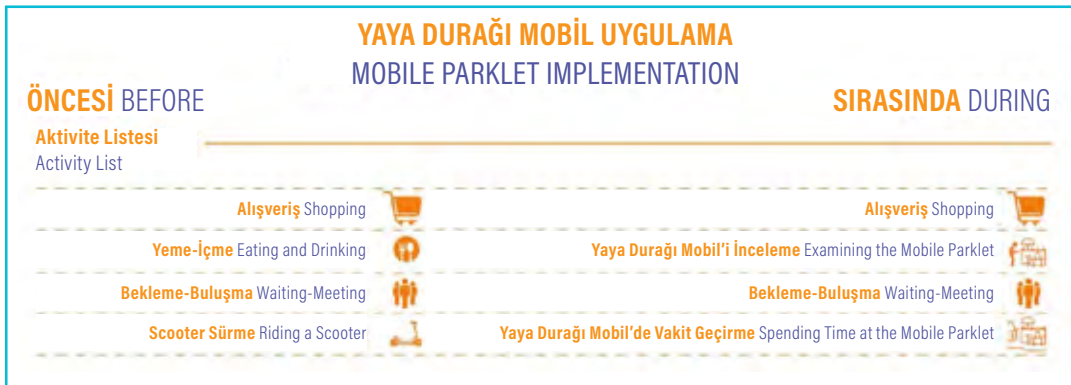 YAYA DURAĞI MOBİL UYGULAMA
MOBILE PARKLET IMPLEMENTATION
ÖNCESİ BEFORE
SIRASINDA DURING
Aktivite Listesi
Activity List
Alışveriş Shopping
Alışveriş Shopping
Yeme-İçme Eating and Drinking
Yaya Durağı Mobil'i İnceleme Examining the Mobile Parklet
Bekleme-Buluşma Waiting-Meeting
Bekleme-Buluşma Waiting-Meeting
Scooter Sürme Riding a Scooter
Yaya Durağı Mobil'de Vakit Geçirme Spending Time at the Mobile Parklet